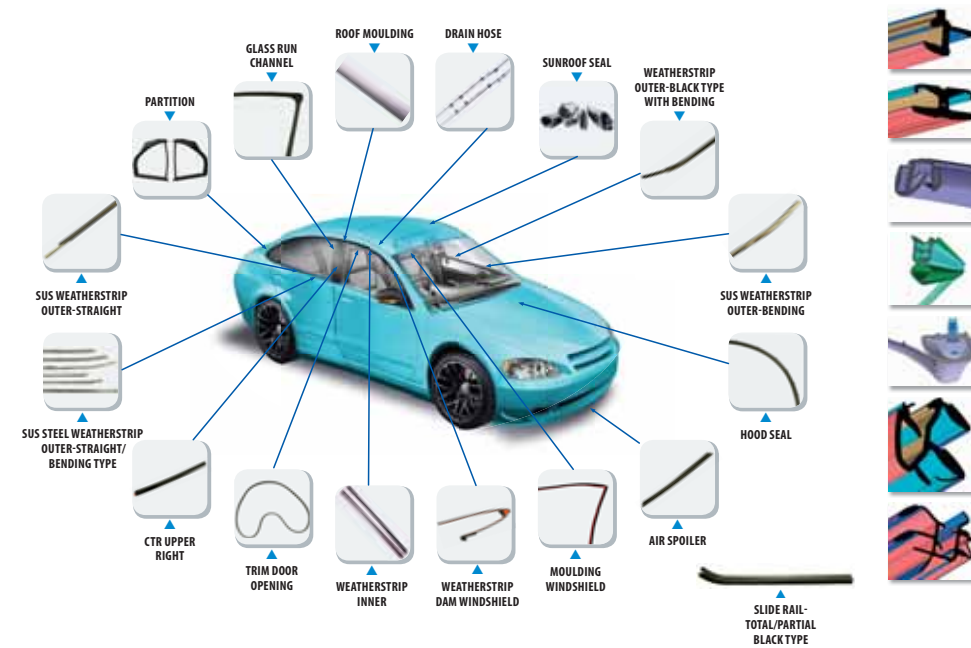 ROOF MOULDING
DRAIN HOSE
GLASS RUN
CHANNEL
SUNROOF SEAL
WEATHERSTRIP
OUTER-BLACK TYPE
WITH BENDING
PARTITION
SUS WEATHERSTRIP
OUTER-STRAIGHT
SUS WEATHERSTRIP
OUTER-BENDING
SUS STEEL WEATHERSTRIP
OUTER-STRAIGHT/
BENDING TYPE
HOOD SEAL
CTR UPPER
RIGHT
TRIM DOOR
OPENING
WEATHERSTRIP
INNER
WEATHERSTRIP
DAM WINDSHIELD
MOULDING
WINDSHIELD
AIR SPOILER
SLIDE RAIL-
TOTAL/PARTIAL
BLACK TYPE